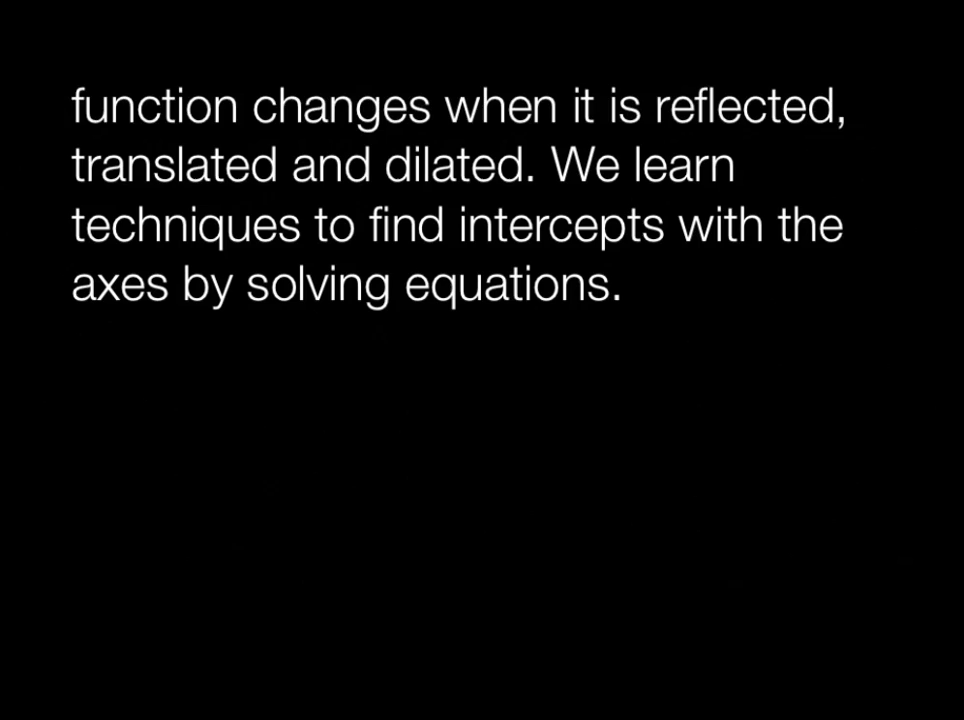 function changes when it is reflected,
translated and dilated. We learn
techniques to find intercepts with the
axes by solving equations.